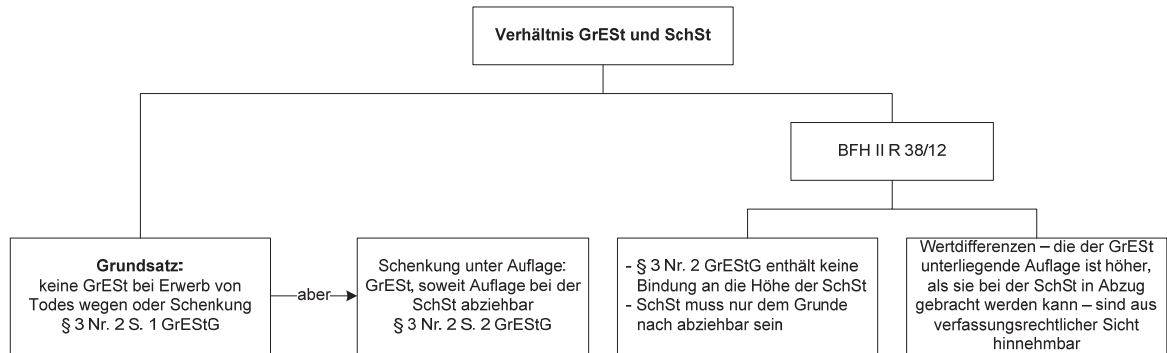 Verhältnis GrESt und SchSt
BFH II R 38/12
Grundsatz:
keine GrESt bei Erwerb von
Todes wegen oder Schenkung
§ 3 Nr. 2 S. 1 GrEStG
aber
Schenkung unter Auflage:
GrESt, soweit Auflage bei der
SchSt abziehbar
§ 3 Nr. 2 S. 2 GrEStG
- § 3 Nr. 2 GrEStG enthält keine
Bindung an die Höhe der SchSt
- SchSt muss nur dem Grunde
nach abziehbar sein
Wertdifferenzen – die der GrESt
unterliegende Auflage ist höher,
als sie bei der SchSt in Abzug
gebracht werden kann – sind aus
verfassungsrechtlicher Sicht
hinnehmbar